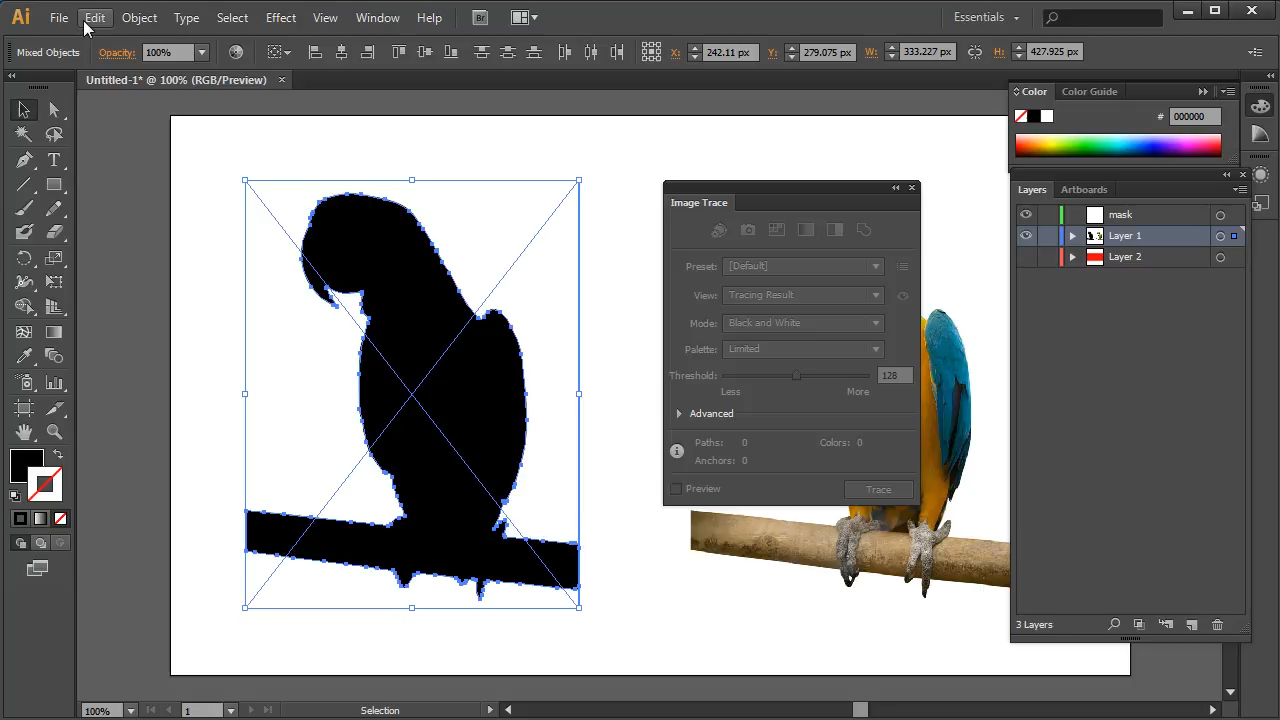 Ai File Edit Object Type Select Effect View Window Help Br Essentials
Mixed Objects Opacity: 100% X: 242.11 px Y: 279.075 px W: 333.227 px H: 427.925 px
Untitled-1* @ 100% (RGB/Preview)
Color Color Guide
# 000000
Layers Artboards
mask
Layer 1
Layer 2
3 Layers
Image Trace
Preset: [Default]
View: Tracing Result
Mode: Black and White
Palette: Limited
Threshold: 128
Less More
Advanced
Paths: 0 Colors: 0
Anchors: 0
Preview Trace
100% 1 Selection